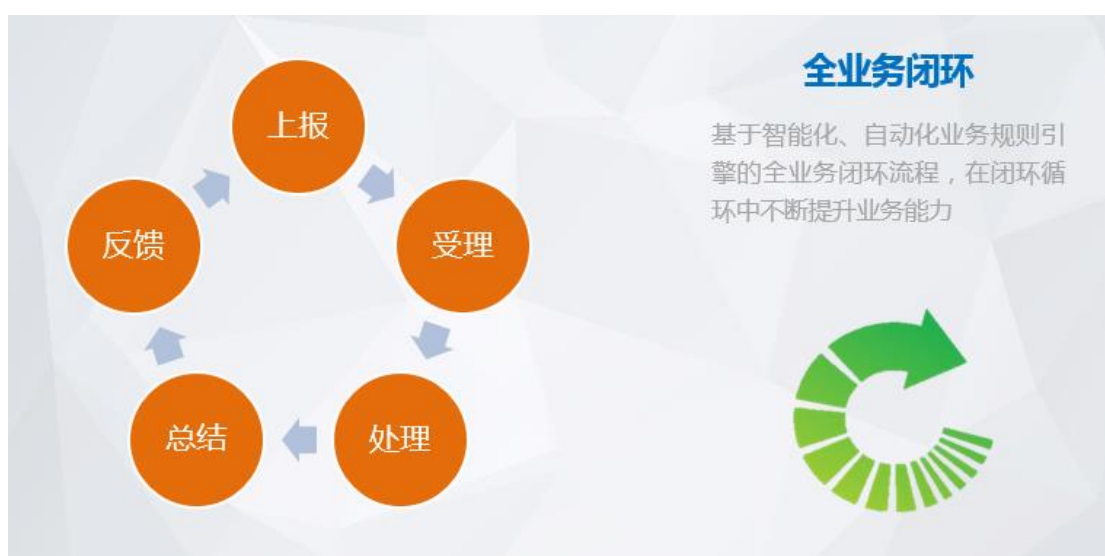 全业务闭环
基于智能化、自动化业务规则引
擎的全业务闭环流程，在闭环循
环中不断提升业务能力
上报
受理
处理
总结
反馈